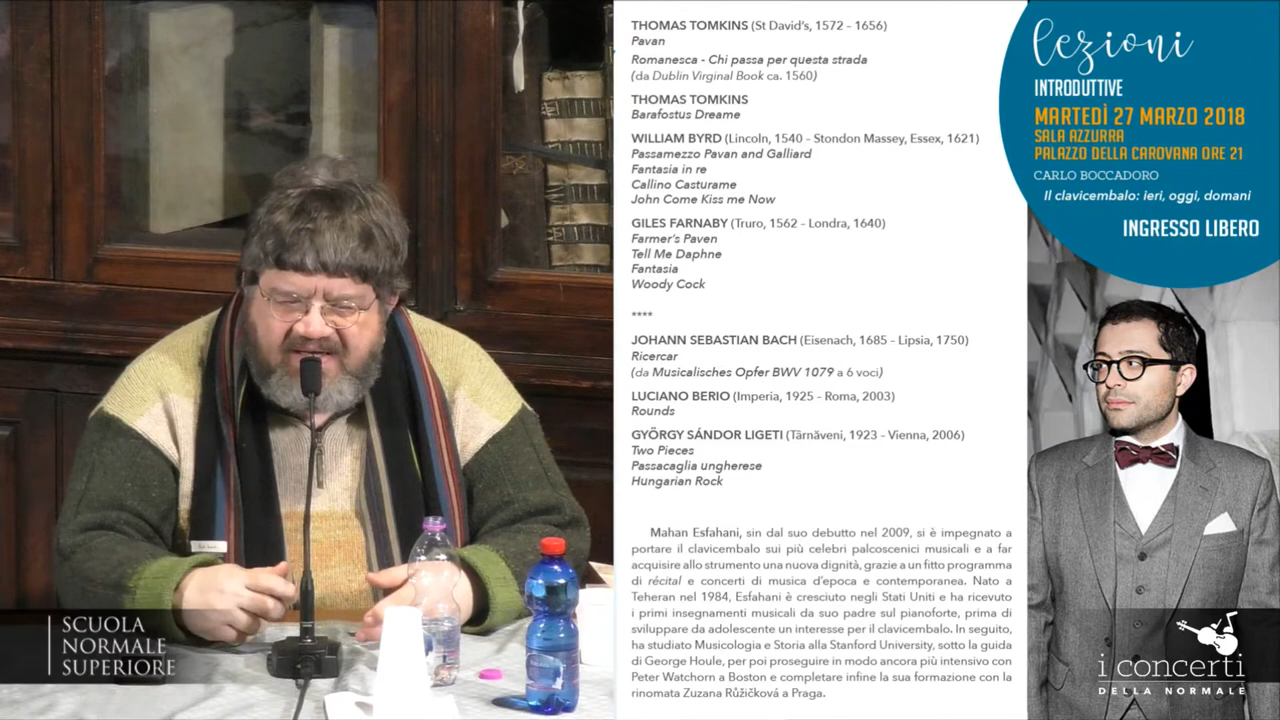 THOMAS TOMKINS (St David's, 1572 – 1656)
Pavan
Romanesca - Chi passa per questa strada
(da Dublin Virginal Book ca. 1560)
THOMAS TOMKINS
Barafostus Dreame
WILLIAM BYRD (Lincoln, 1540 – Stondon Massey, Essex, 1621)
Passamezzo Pavan and Galliard
Fantasia in re
Callino Casturame
John Come Kiss me Now
GILES FARNABY (Truro, 1562 – Londra, 1640)
Farmer's Paven
Tell Me Daphne
Fantasia
Woody Cock
****
JOHANN SEBASTIAN BACH (Eisenach, 1685 – Lipsia, 1750)
Ricercar
(da Musicalisches Opfer BWV 1079 a 6 voci)
LUCIANO BERIO (Imperia, 1925 – Roma, 2003)
Rounds
GYÖRGY SÁNDOR LIGETI (Târnăveni, 1923 – Vienna, 2006)
Two Pieces
Passacaglia ungherese
Hungarian Rock
Mahan Esfahani, sin dal suo debutto nel 2009, si è impegnato a
portare il clavicembalo sui più celebri palcoscenici musicali e a far
acquisire allo strumento una nuova dignità, grazie a un fitto programma
di récital e concerti di musica d'epoca e contemporanea. Nato a
Teheran nel 1984, Esfahani è cresciuto negli Stati Uniti e ha ricevuto
i primi insegnamenti musicali da suo padre sul pianoforte, prima di
sviluppare da adolescente un interesse per il clavicembalo. In seguito,
ha studiato Musicologia e Storia alla Stanford University, sotto la guida
di George Houle, per poi proseguire in modo ancora più intensivo con
Peter Watchorn a Boston e completare infine la sua formazione con la
rinomata Zuzana Růžičková a Praga.
lezioni
INTRODUTTIVE
MARTEDÌ 27 MARZO 2018
SALA AZZURRA
PALAZZO DELLA CAROVANA ORE 21
CARLO BOCCADORO
Il clavicembalo: ieri, oggi, domani
INGRESSO LIBERO
SCUOLA
NORMALE
SUPERIORE
i concerti
DELLA NORMALE